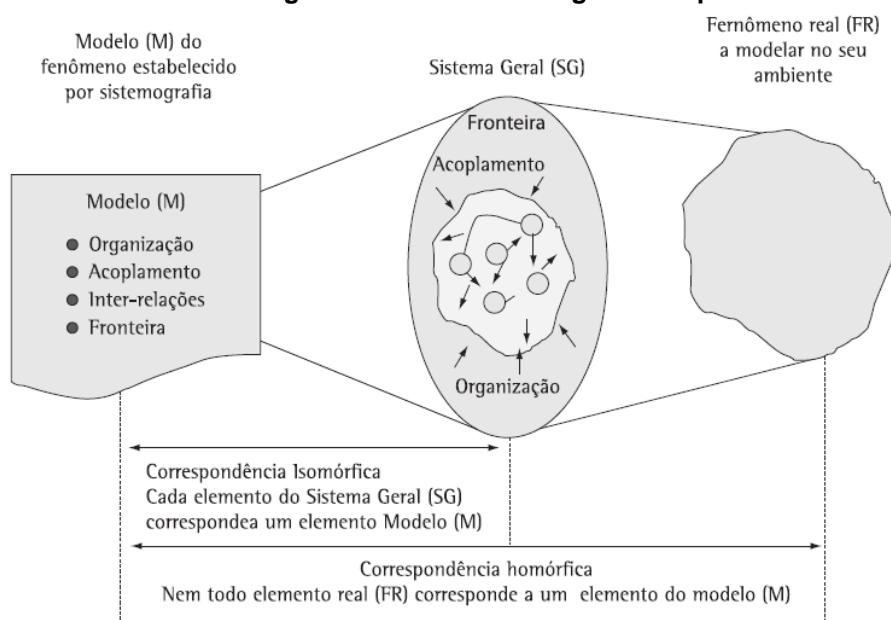 Modelo (M) do
fenômeno estabelecido
por sistemografia
Sistema Geral (SG)
Fernômeno real (FR)
a modelar no seu
ambiente
Modelo (M)
Organização
Acoplamento
Inter-relações
Fronteira
Fronteira
Acoplamento
Organização
Correspondência Isomórfica
Cada elemento do Sistema Geral (SG)
correspondea um elemento Modelo (M)
Correspondência homórfica
Nem todo elemento real (FR) corresponde a um elemento do modelo (M)